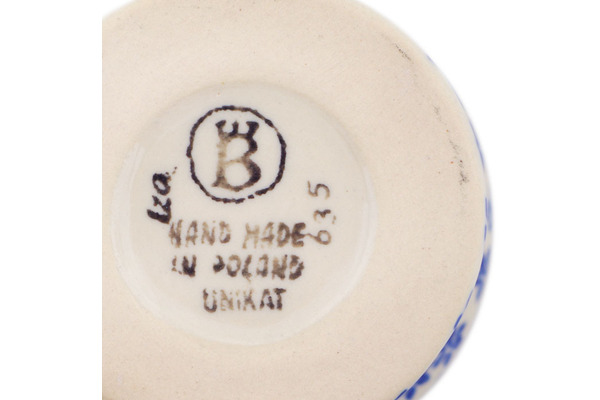 B
Iza
635
HAND MADE
IN POLAND
UNIKAT